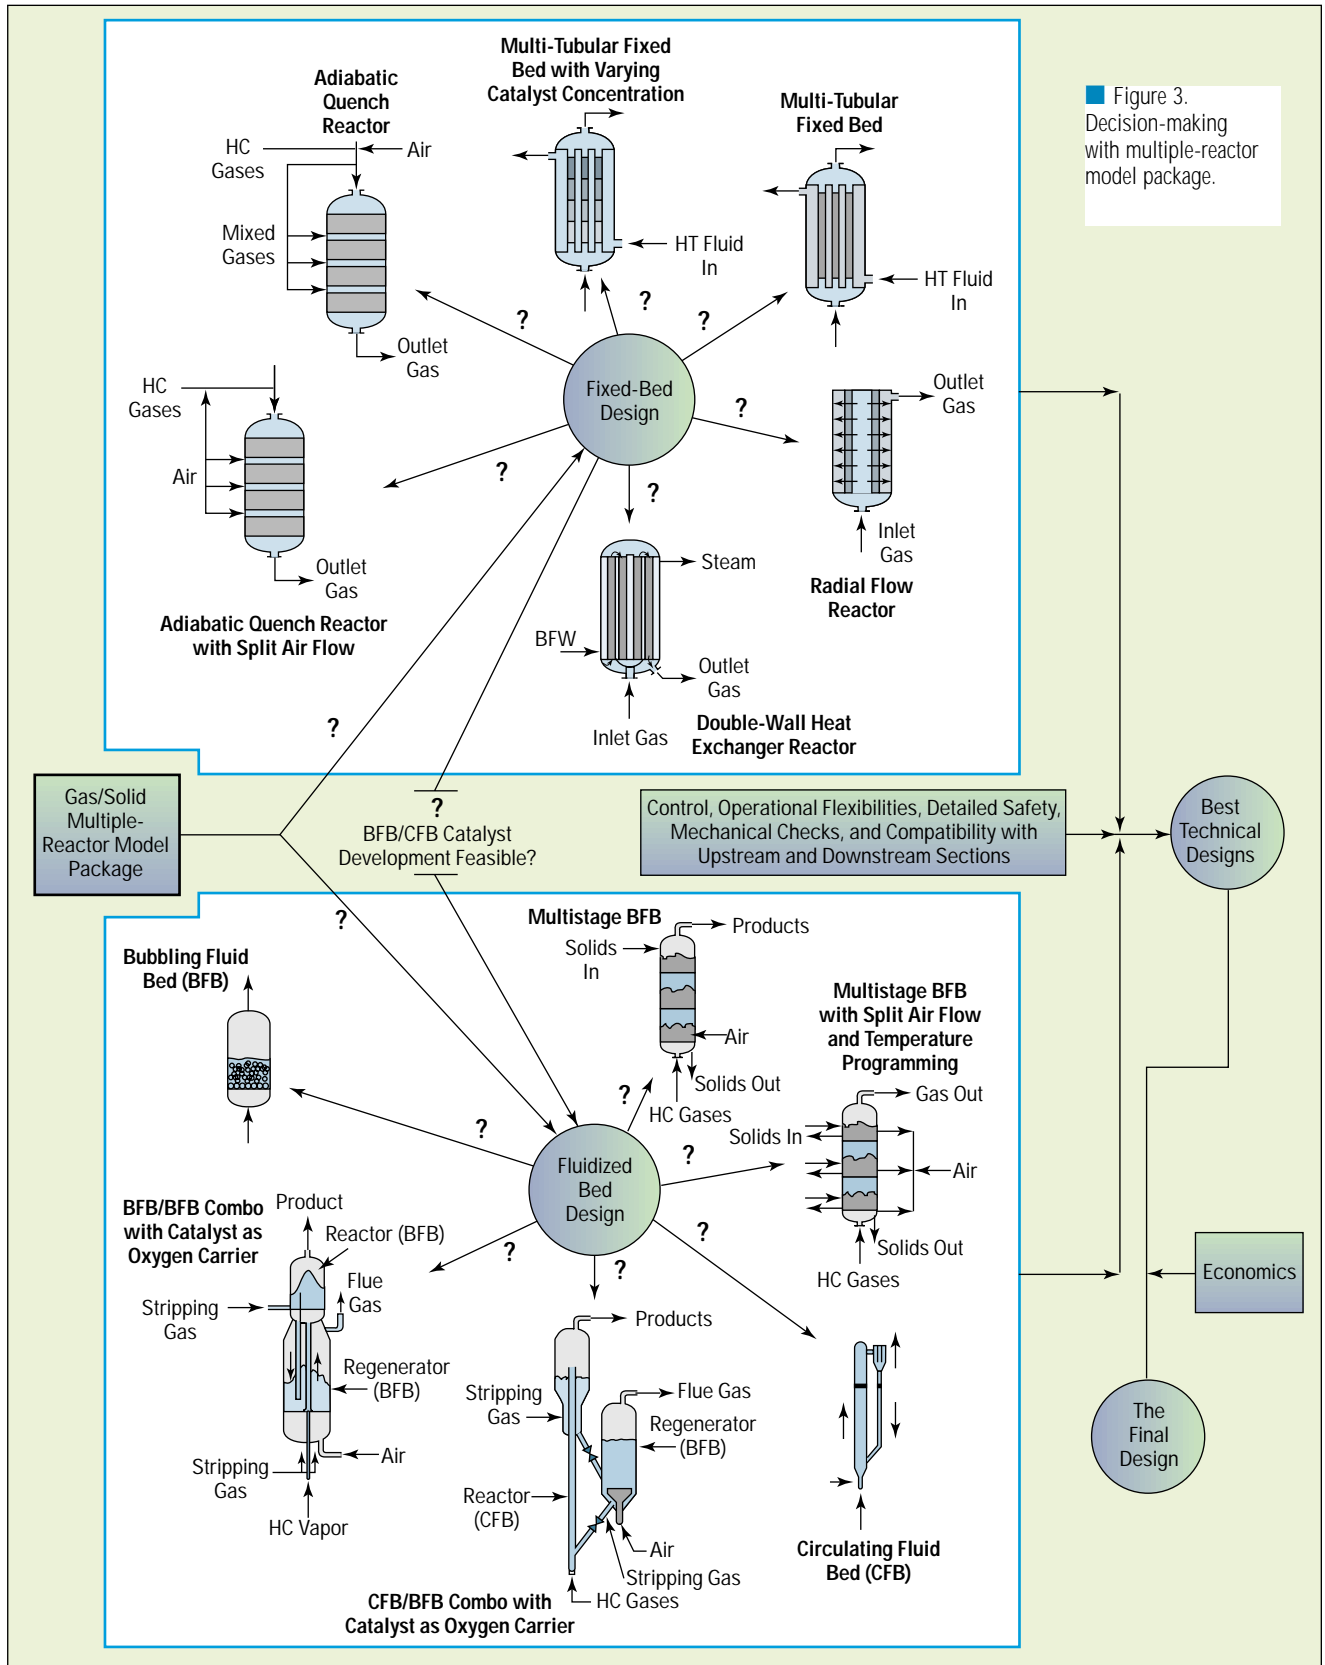 ■ Figure 3.
Decision-making
with multiple-reactor
model package.
Adiabatic
Quench
Reactor
HC
Gases
Air
Mixed
Gases
Outlet
Gas
Multi-Tubular Fixed
Bed with Varying
Catalyst Concentration
HT Fluid
In
Multi-Tubular
Fixed Bed
HT Fluid
In
?
?
?
?
?
?
Fixed-Bed
Design
HC
Gases
Air
Outlet
Gas
Adiabatic Quench Reactor
with Split Air Flow
Outlet
Gas
Inlet
Gas
Radial Flow
Reactor
Steam
BFW
Outlet
Gas
Inlet Gas
Double-Wall Heat
Exchanger Reactor
?
Gas/Solid
Multiple-
Reactor Model
Package
?
BFB/CFB Catalyst
Development Feasible?
Control, Operational Flexibilities, Detailed Safety,
Mechanical Checks, and Compatibility with
Upstream and Downstream Sections
Best
Technical
Designs
?
Bubbling Fluid
Bed (BFB)
Multistage BFB
Solids
In
Products
Air
Solids Out
HC Gases
Multistage BFB
with Split Air Flow
and Temperature
Programming
Gas Out
Solids In
Air
Solids Out
HC Gases
?
?
?
?
?
?
Fluidized
Bed
Design
BFB/BFB Combo
with Catalyst as
Oxygen Carrier
Product
Reactor (BFB)
Flue
Gas
Stripping
Gas
Regenerator
(BFB)
Air
Stripping
Gas
HC Vapor
Products
Stripping
Gas
Flue Gas
Regenerator
(BFB)
Reactor
(CFB)
Air
Stripping Gas
HC Gases
CFB/BFB Combo with
Catalyst as Oxygen Carrier
Circulating Fluid
Bed (CFB)
Economics
The
Final
Design